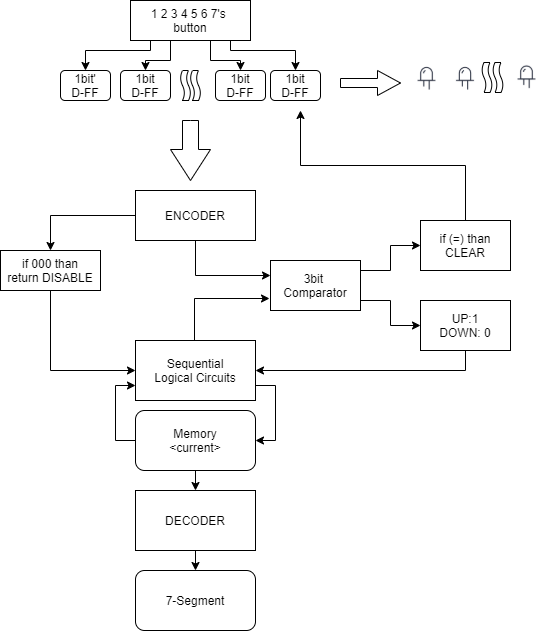 1 2 3 4 5 6 7's
button
1bit'
D-FF
1bit
D-FF
1bit
D-FF
1bit
D-FF
ENCODER
if 000 than
return DISABLE
3bit
Comparator
if (=) than
CLEAR
UP:1
DOWN: 0
Sequential
Logical Circuits
Memory
<current>
DECODER
7-Segment